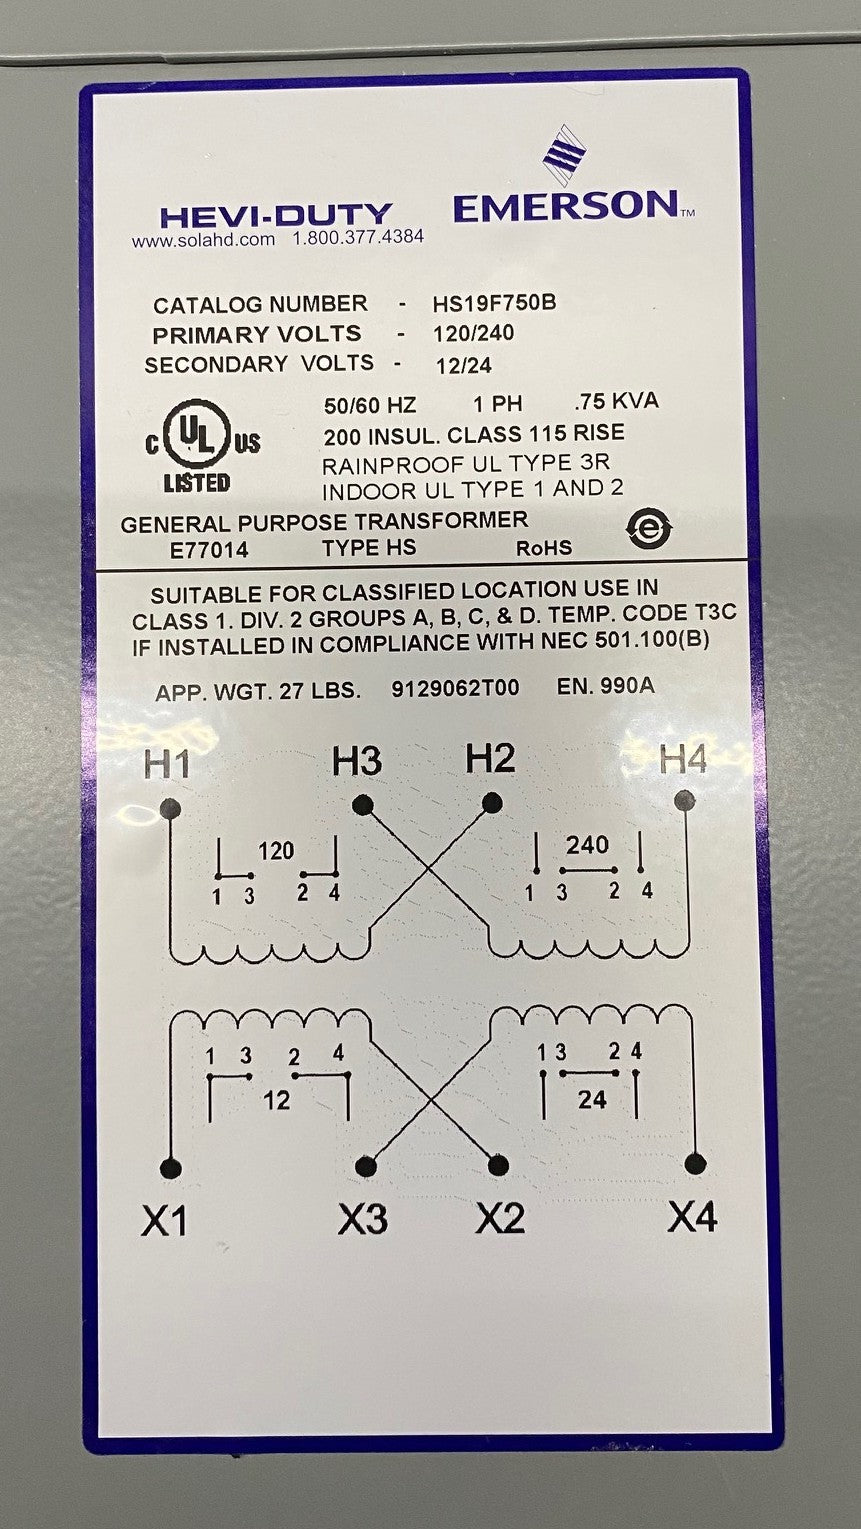 HEVI-DUTY EMERSON™
www.solahd.com 1.800.377.4384
CATALOG NUMBER - HS19F750B
PRIMARY VOLTS - 120/240
SECONDARY VOLTS - 12/24
50/60 HZ 1 PH .75 KVA
C UL US 200 INSUL. CLASS 115 RISE
RAINPROOF UL TYPE 3R
LISTED INDOOR UL TYPE 1 AND 2
GENERAL PURPOSE TRANSFORMER e
E77014 TYPE HS RoHS
SUITABLE FOR CLASSIFIED LOCATION USE IN
CLASS 1. DIV. 2 GROUPS A, B, C, & D. TEMP. CODE T3C
IF INSTALLED IN COMPLIANCE WITH NEC 501.100(B)
APP. WGT. 27 LBS. 9129062T00 EN. 990A
H1 H3 H2 H4
120 240
1 3 2 4 1 3 2 4
1 3 2 4 1 3 2 4
12 24
X1 X3 X2 X4